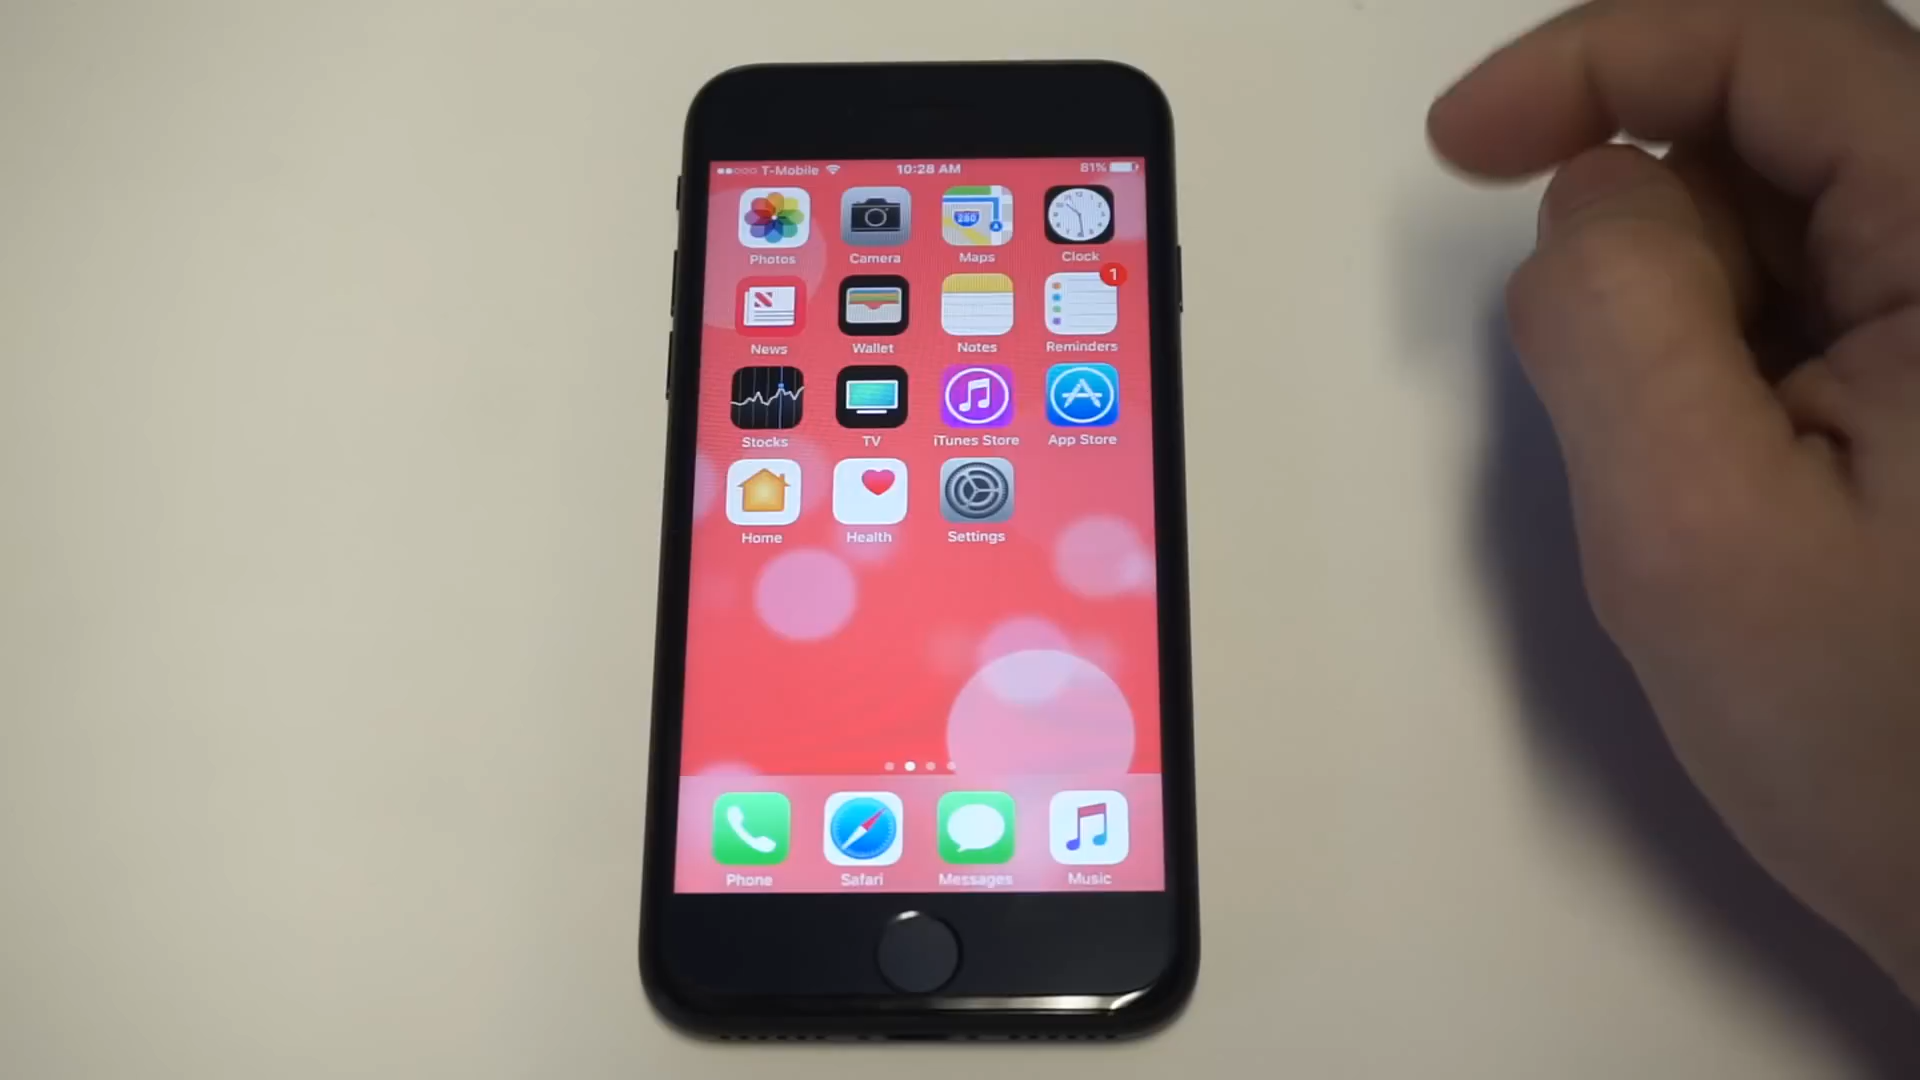 T-Mobile 10:28 AM 81%
280
Photos Camera Maps Clock
1
News Wallet Notes Reminders
Stocks TV iTunes Store App Store
Home Health Settings
Phone Safari Messages Music